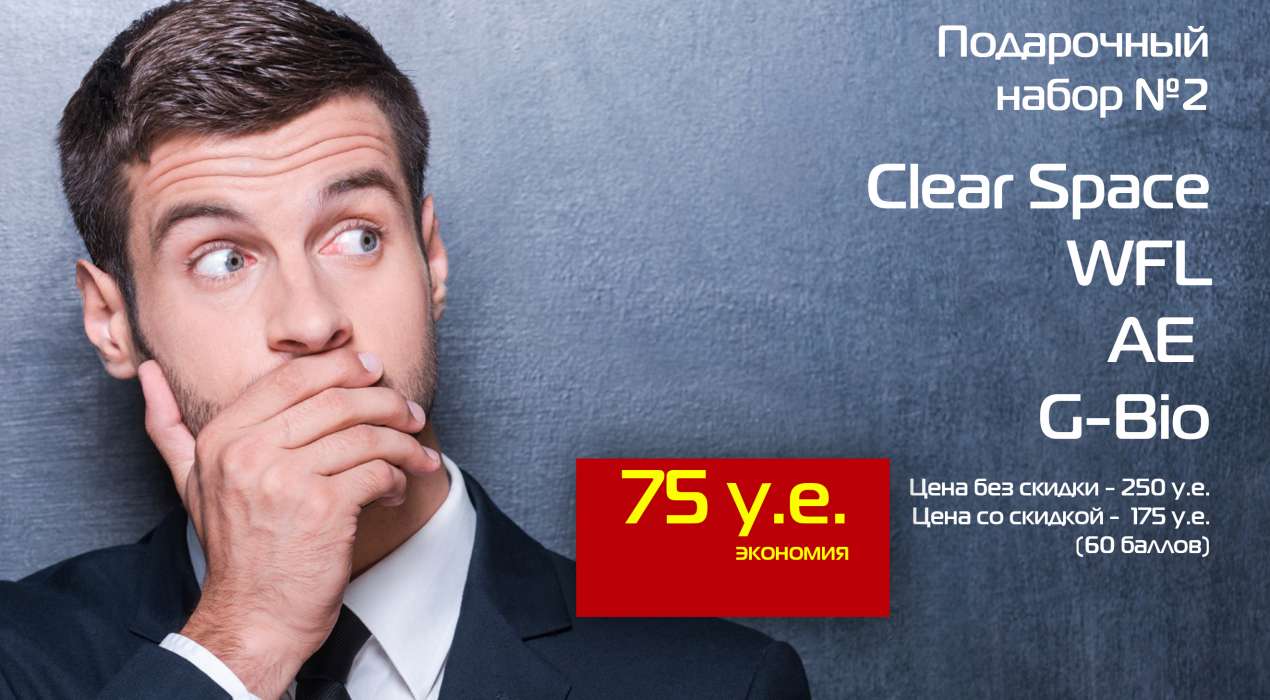 Подарочный
набор №2
Clear Space
WFL
AE
G-Bio
75 у.е.
экономия
Цена без скидки - 250 у.е.
Цена со скидкой - 175 у.е.
(60 баллов)